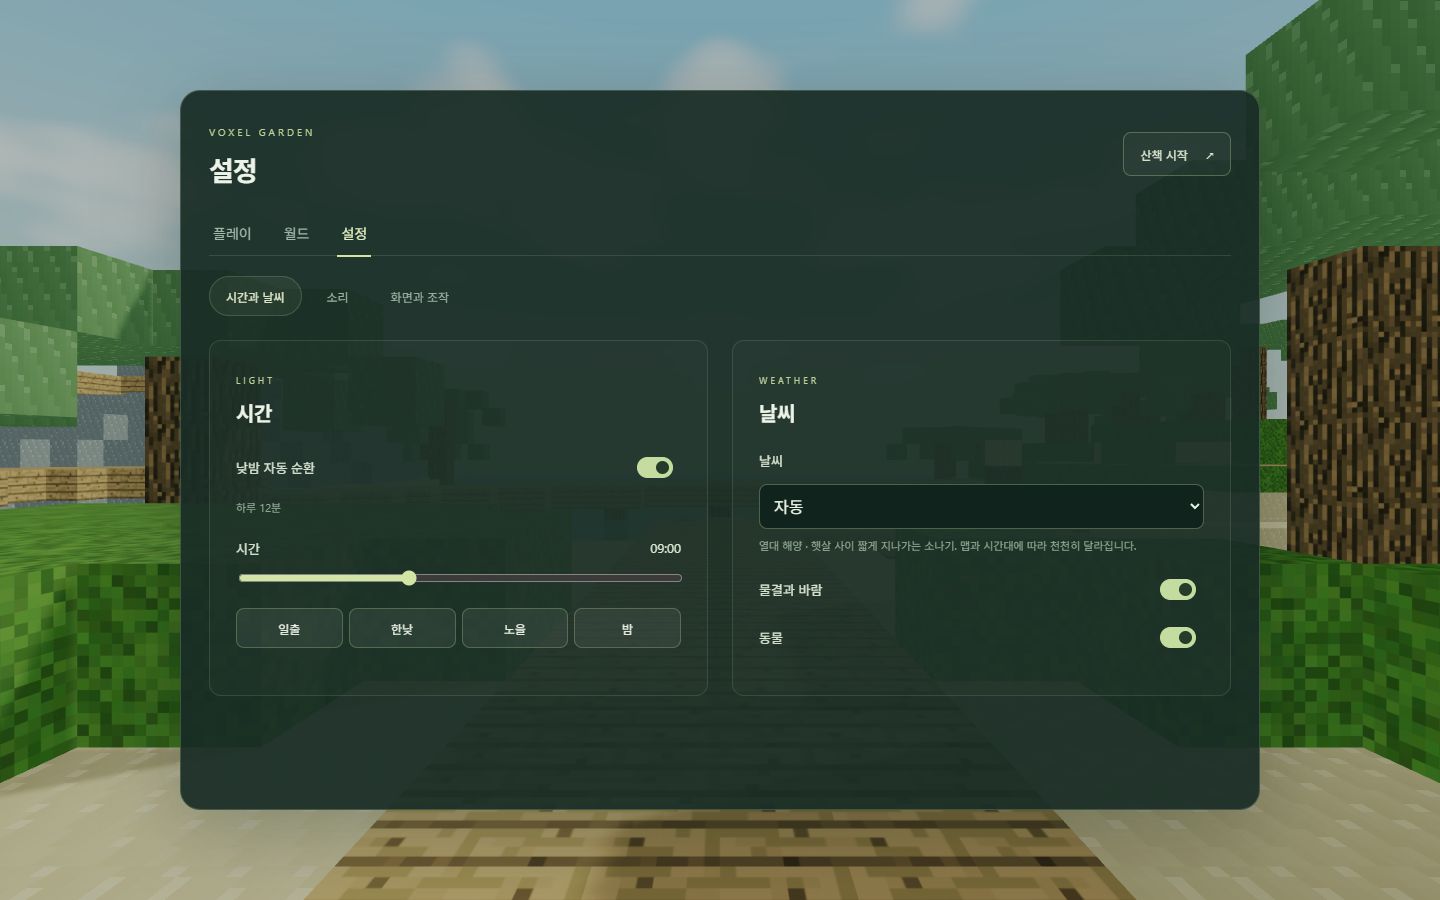 VOXEL GARDEN
설정
산책 시작 ↗
플레이 월드 설정
시간과 날씨 소리 화면과 조작
LIGHT
시간
낮밤 자동 순환
하루 12분
시간 09:00
일출 한낮 노을 밤
WEATHER
날씨
날씨
자동
열대 해양 · 햇살 사이 짧게 지나가는 소나기. 맵과 시간대에 따라 천천히 달라집니다.
물결과 바람
동물